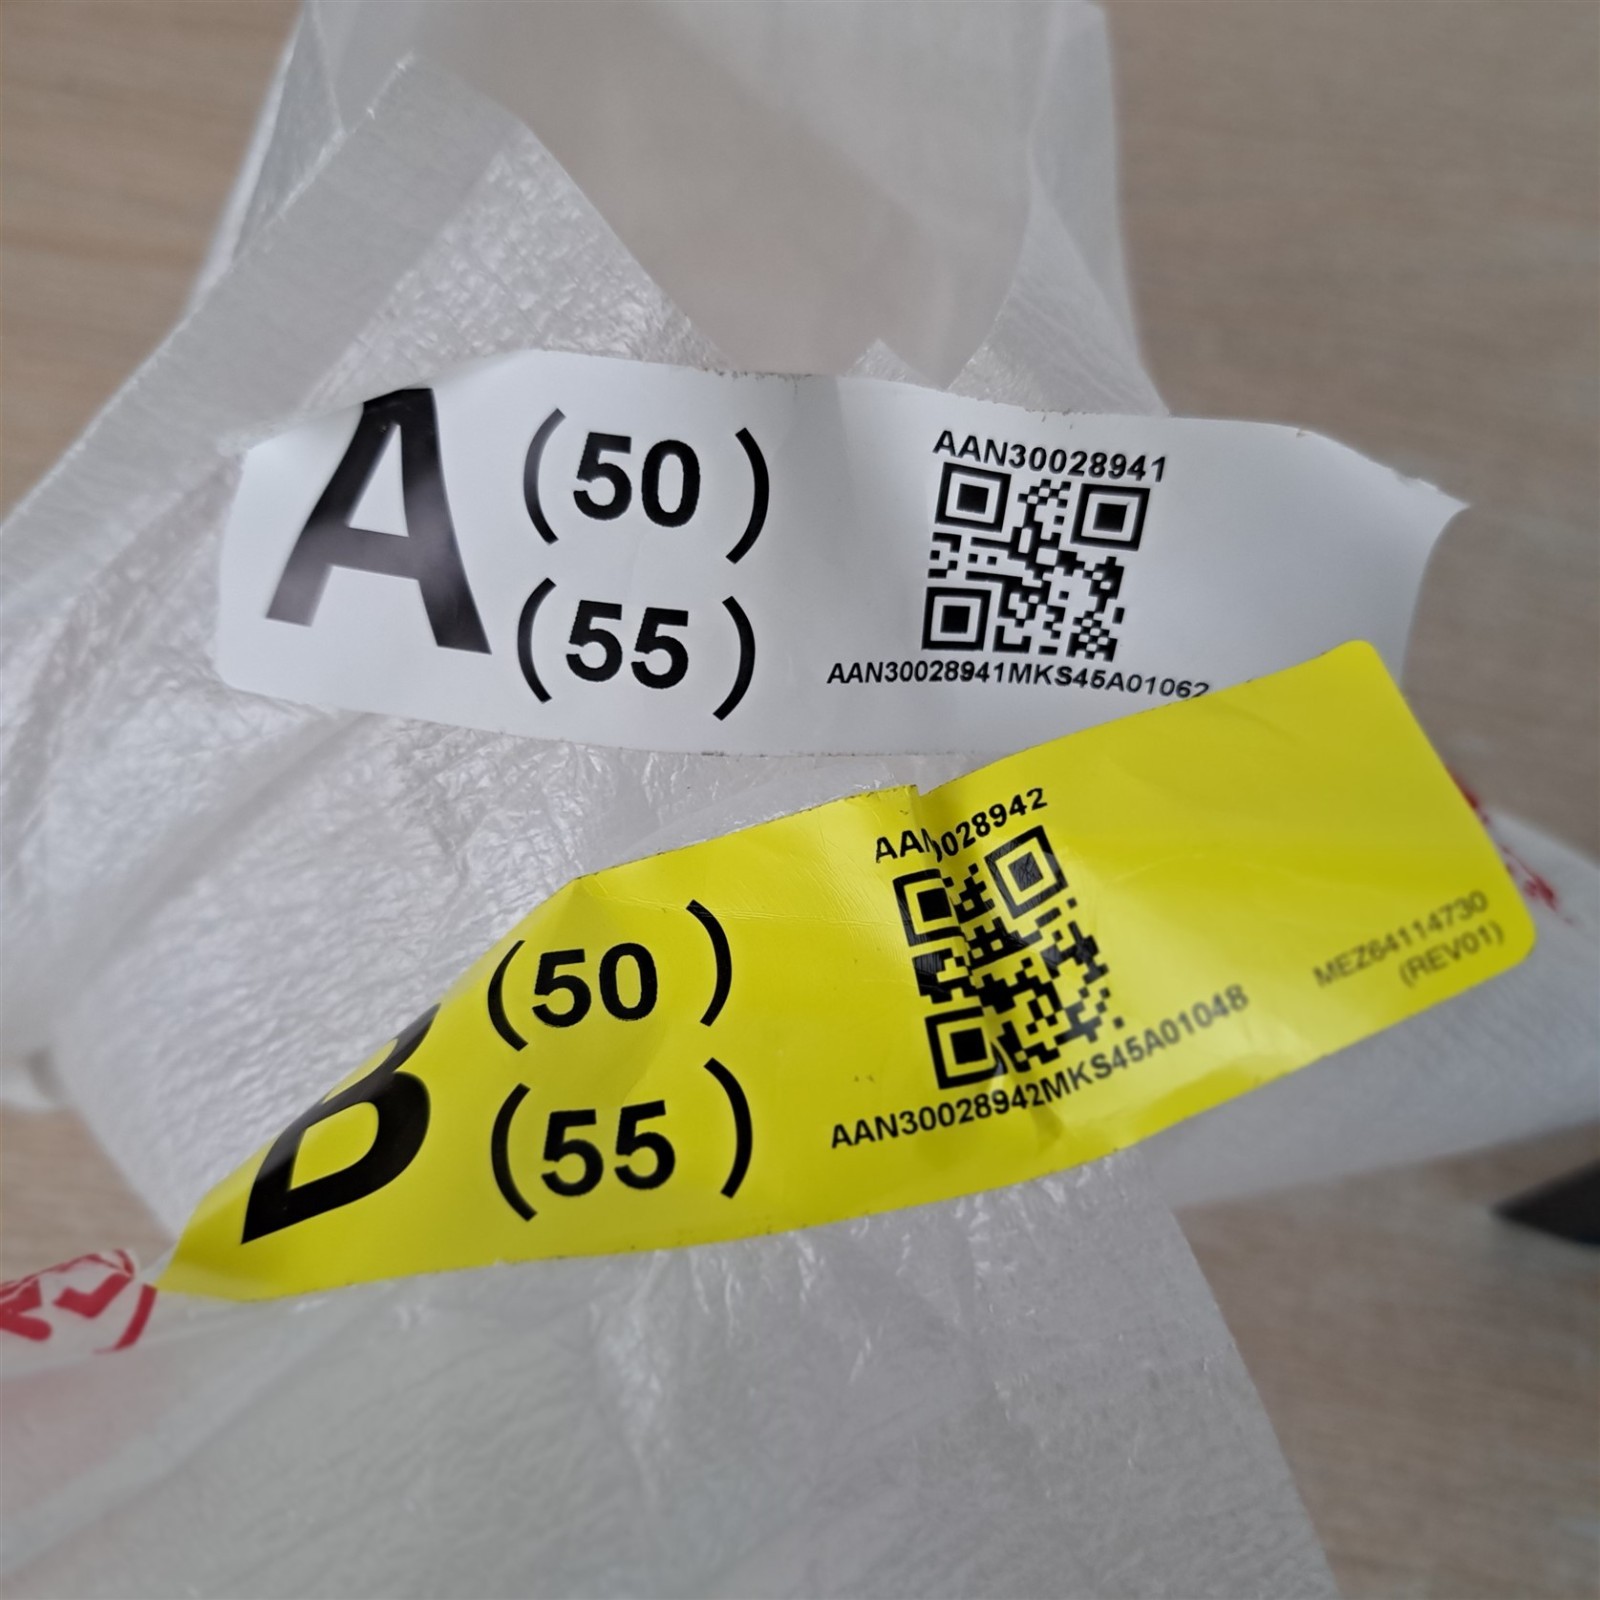 A
(50 )
(55 )
AAN30028941
AAN30028941MKS45A01062
B
(50 )
(55 )
AAN30028942
AAN30028942MKS45A01048
MEZ64114730
(REV01)